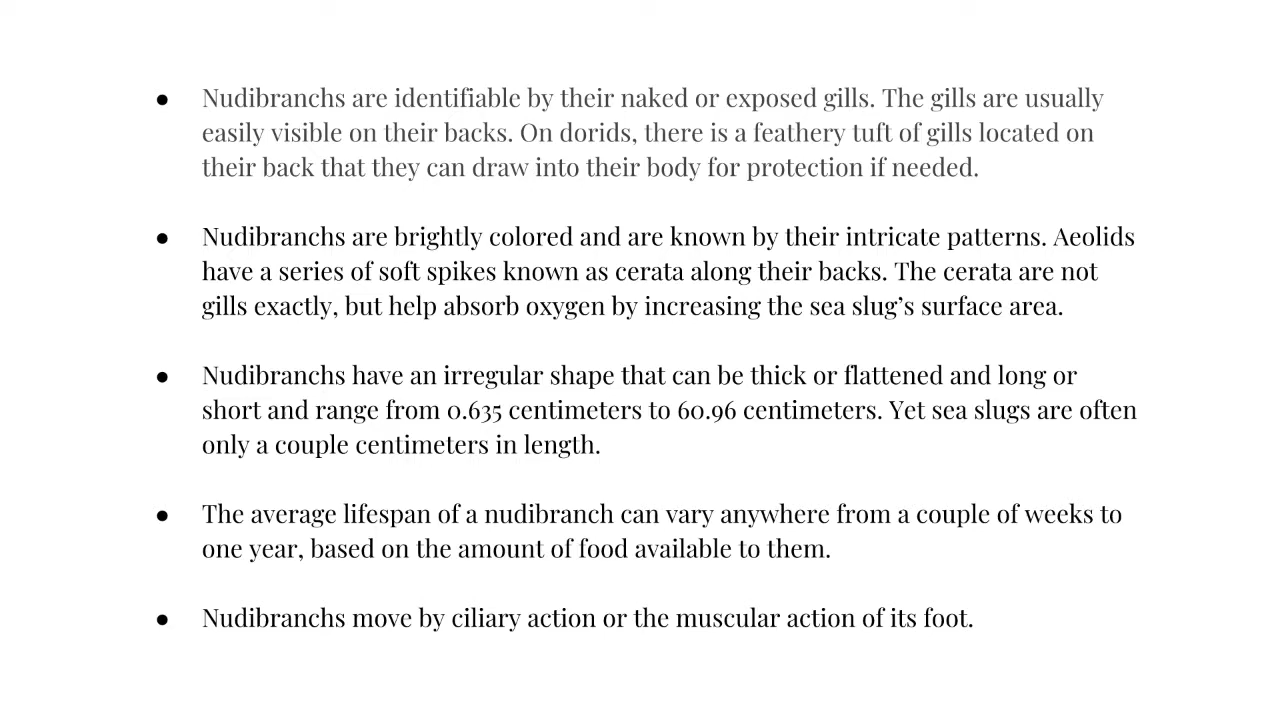 ● Nudibranchs are identifiable by their naked or exposed gills. The gills are usually
easily visible on their backs. On dorids, there is a feathery tuft of gills located on
their back that they can draw into their body for protection if needed.
● Nudibranchs are brightly colored and are known by their intricate patterns. Aeolids
have a series of soft spikes known as cerata along their backs. The cerata are not
gills exactly, but help absorb oxygen by increasing the sea slug’s surface area.
● Nudibranchs have an irregular shape that can be thick or flattened and long or
short and range from 0.635 centimeters to 60.96 centimeters. Yet sea slugs are often
only a couple centimeters in length.
● The average lifespan of a nudibranch can vary anywhere from a couple of weeks to
one year, based on the amount of food available to them.
● Nudibranchs move by ciliary action or the muscular action of its foot.